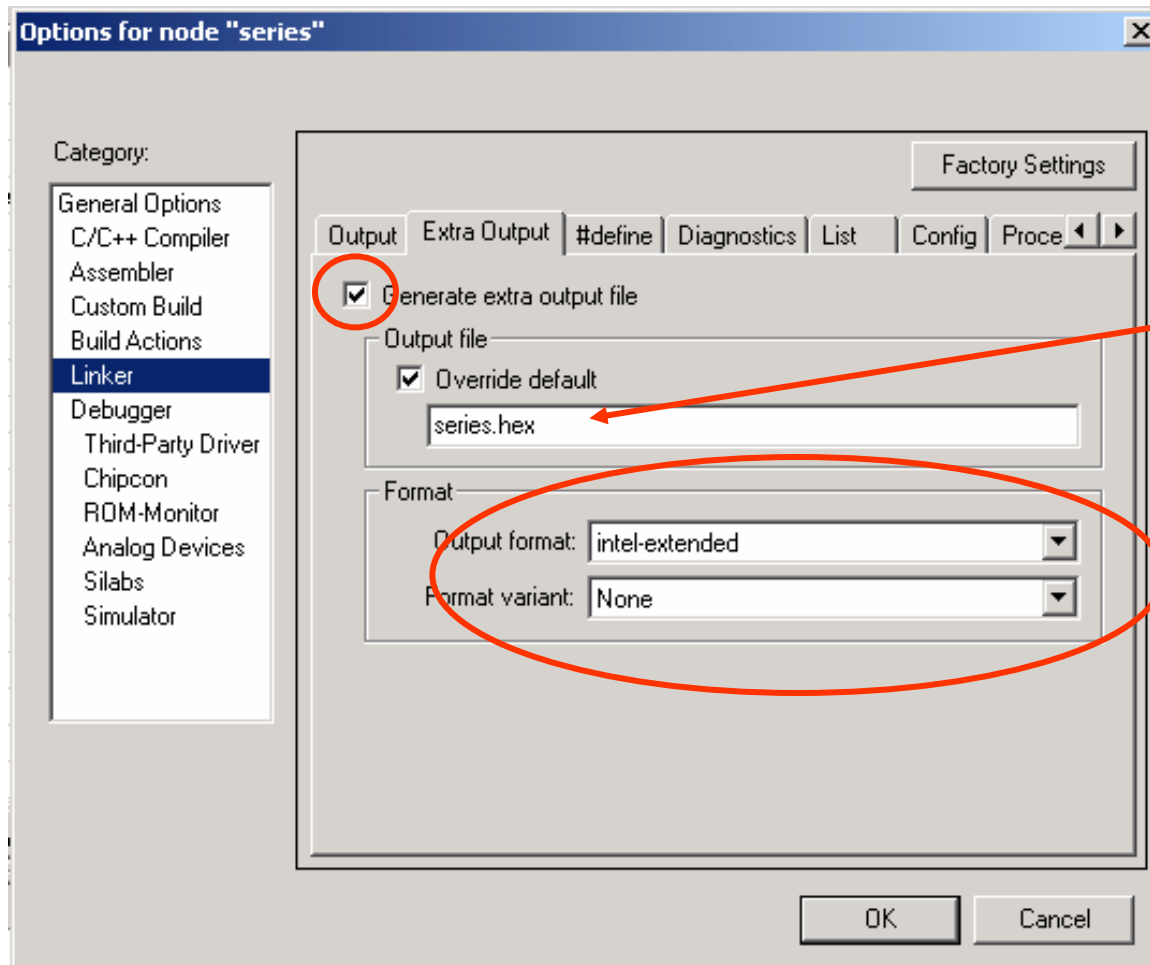 Options for node "series"
Category:
General Options
C/C++ Compiler
Assembler
Custom Build
Build Actions
Linker
Debugger
Third-Party Driver
Chipcon
ROM-Monitor
Analog Devices
Silabs
Simulator
Factory Settings
Output
Extra Output
#define
Diagnostics
List
Config
Proce
Generate extra output file
Output file
Override default
series.hex
Format
Output format: intel-extended
Format variant: None
OK
Cancel